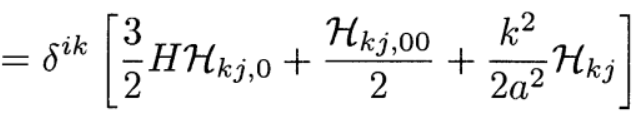 $= \delta^{ik} \left[ \frac{3}{2} H \mathcal{H}_{kj,0} + \frac{\mathcal{H}_{kj,00}}{2} + \frac{k^2}{2a^2} \mathcal{H}_{kj} \right]$